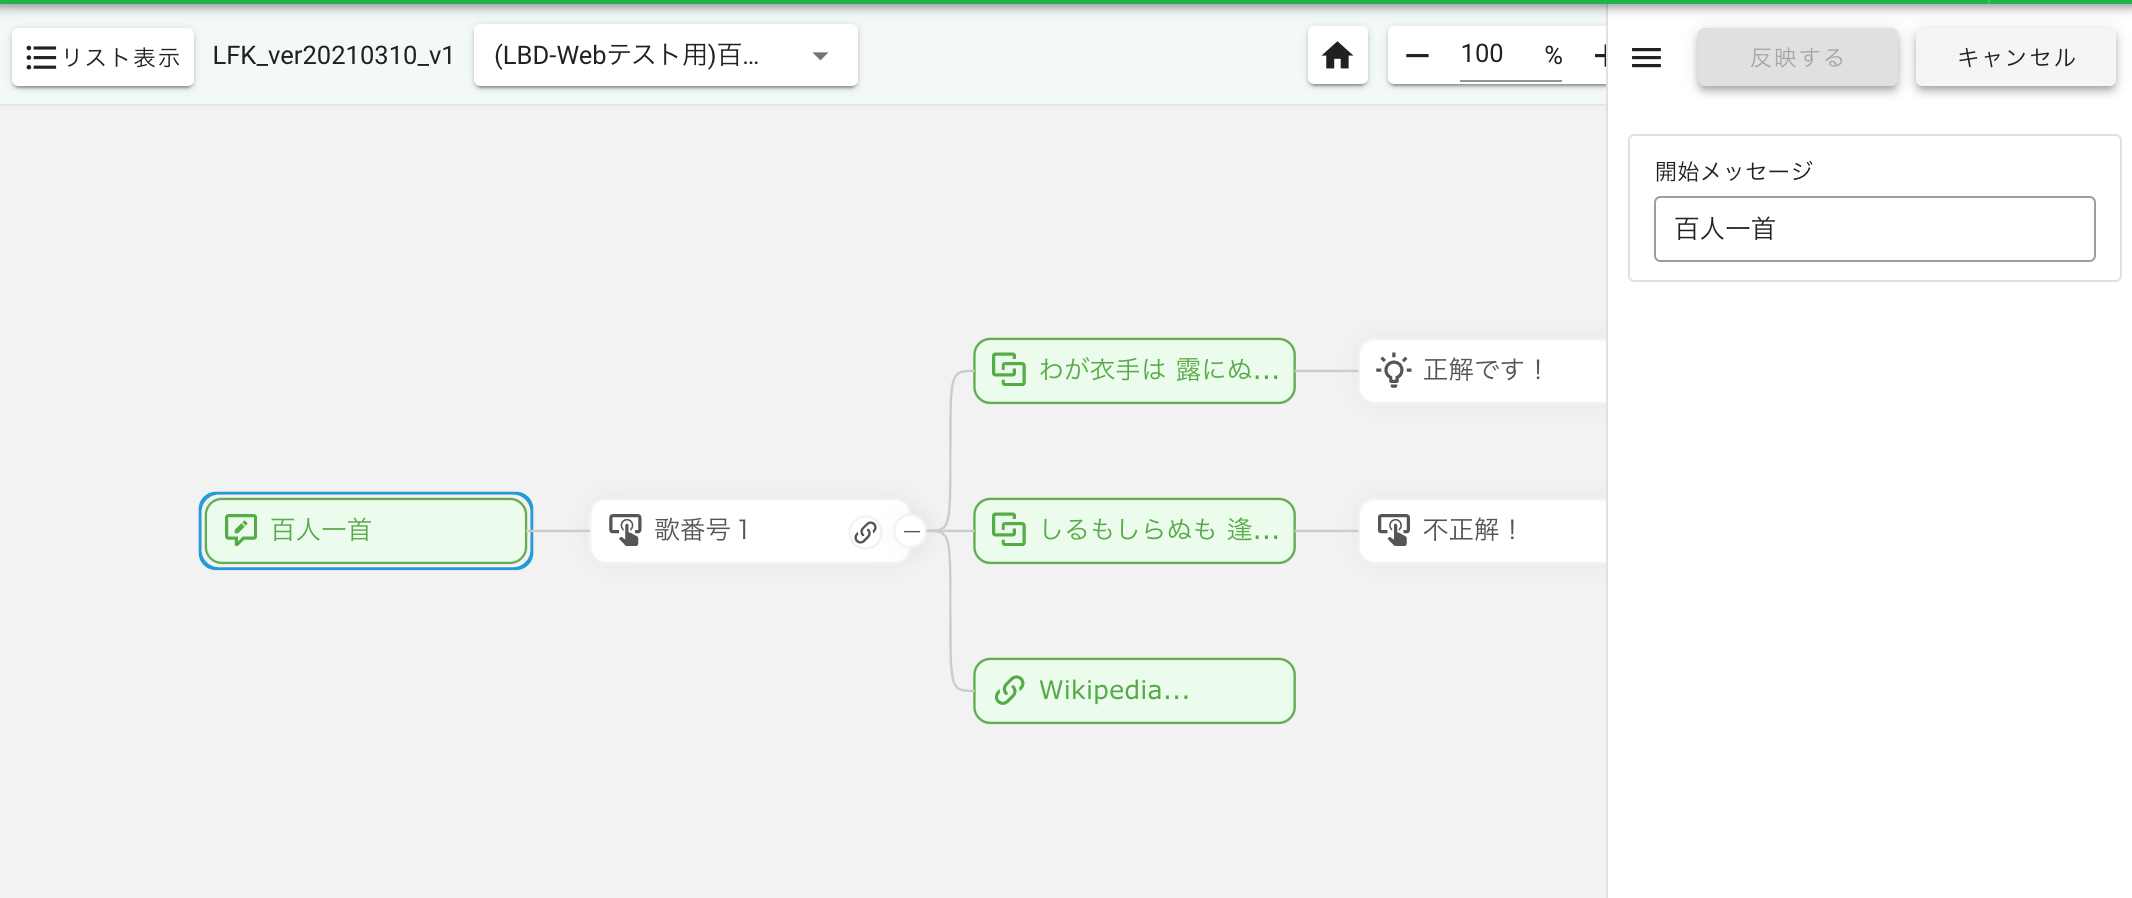 リスト表示
LFK_ver20210310_v1
(LBD-Webテスト用)百...
100 %
反映する
キャンセル
開始メッセージ
百人一首
わが衣手は 露にぬ...
正解です！
百人一首
歌番号１
しるもしらぬも 逢...
不正解！
Wikipedia...